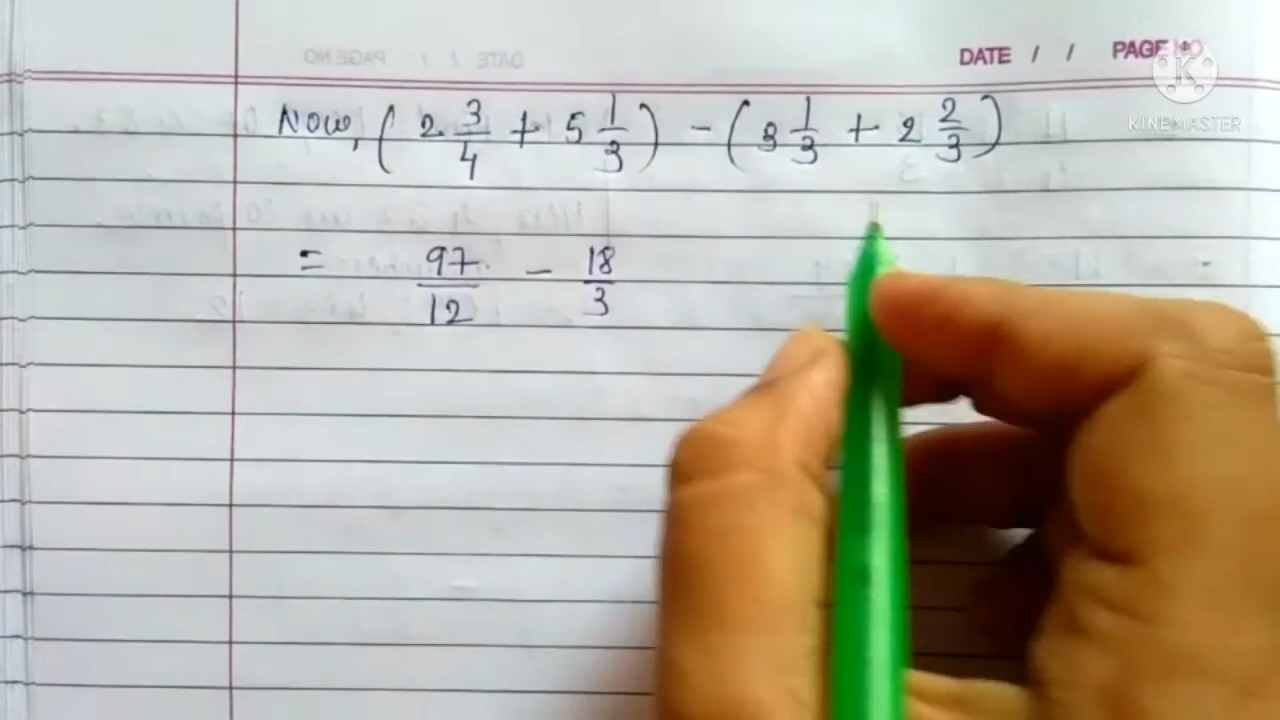 DATE / / PAGE NO
KINEMASTER
Now, ( 2 3/4 + 5 1/3 ) - ( 3 1/3 + 2 2/3 )
= 97/12 - 18/3